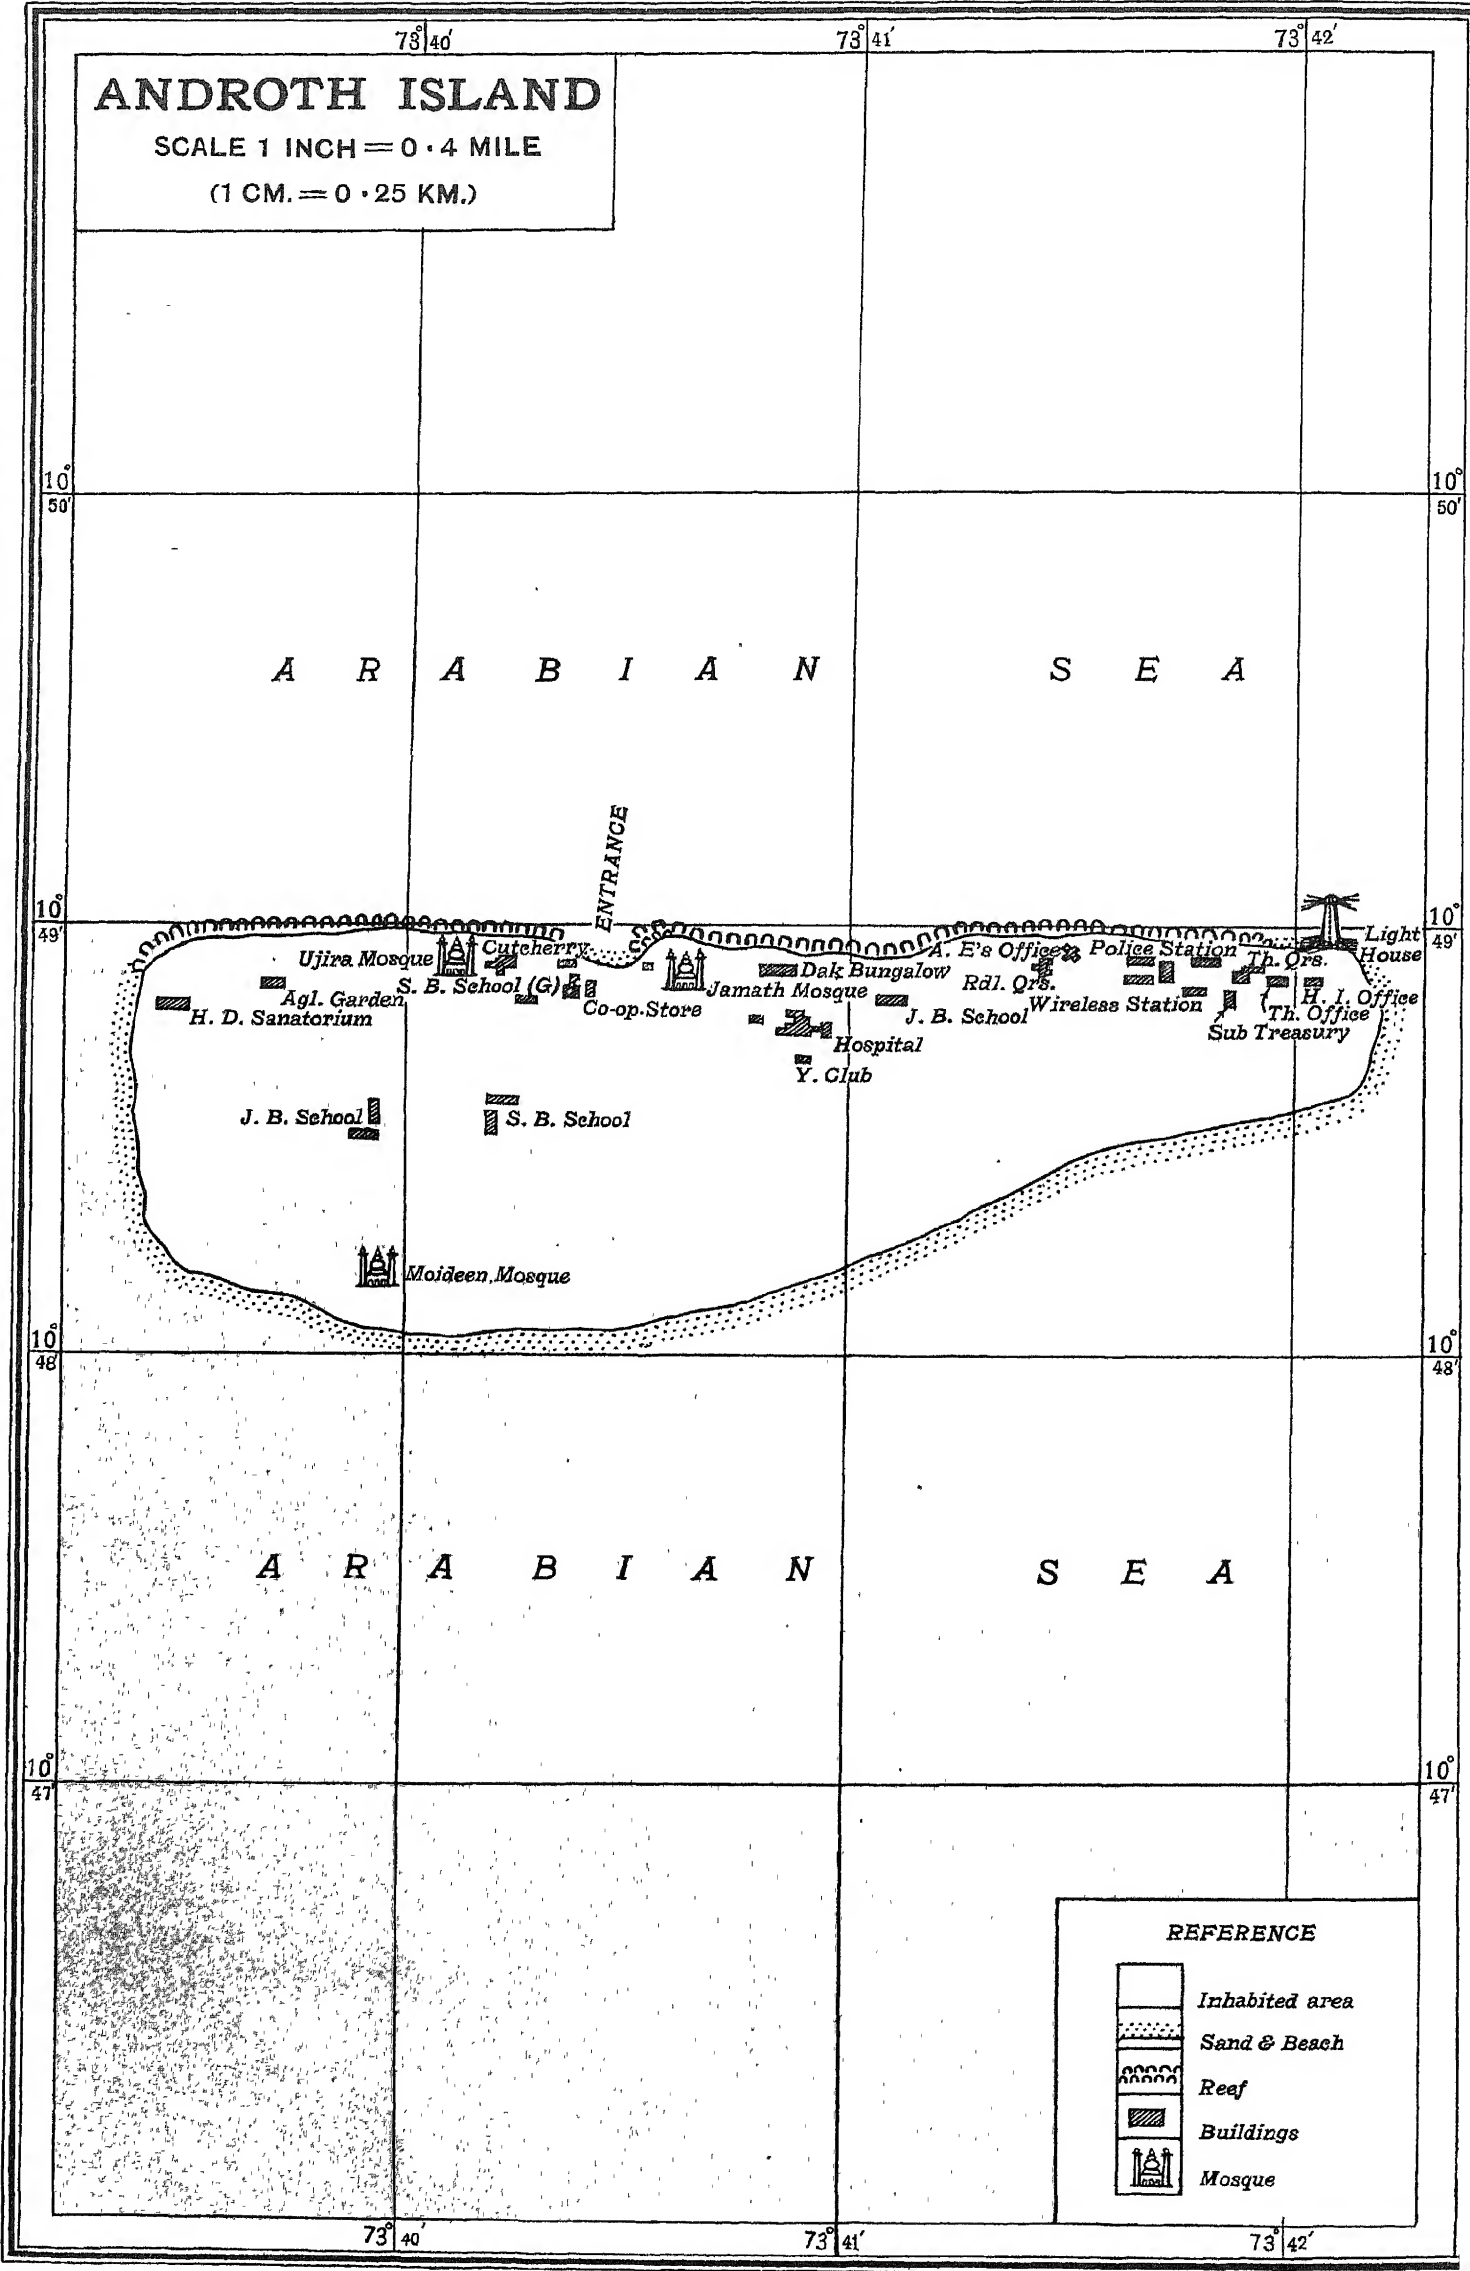 73° 40′
73° 41′
73° 42′
ANDROTH ISLAND
SCALE 1 INCH = 0·4 MILE
(1 CM. = 0·25 KM.)
10° 50′
10° 50′
ARABIAN SEA
ENTRANCE
10° 49′
10° 49′
Light House
Ujira Mosque
Cutcherry
A. E's Office
Police Station
Th. Qrs.
S. B. School (G)
Dak Bungalow
Rdl. Qrs.
Agl. Garden
Jamath Mosque
H. I. Office
H. D. Sanatorium
Co-op. Store
J. B. School
Wireless Station
Th. Office
Sub Treasury
Hospital
Y. Club
J. B. School
S. B. School
Moideen Mosque
10° 48′
10° 48′
ARABIAN SEA
10° 47′
10° 47′
REFERENCE
Inhabited area
Sand & Beach
Reef
Buildings
Mosque
73° 40′
73° 41′
73° 42′